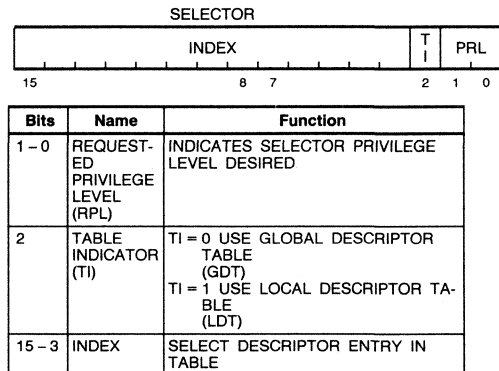 SELECTOR
INDEX
T
I
PRL
15 8 7 2 1 0
Bits Name Function
1–0 REQUEST-
ED
PRIVILEGE
LEVEL
(RPL)
INDICATES SELECTOR PRIVILEGE
LEVEL DESIRED
2 TABLE
INDICATOR
(TI)
TI = 0 USE GLOBAL DESCRIPTOR
TABLE
(GDT)
TI = 1 USE LOCAL DESCRIPTOR TA-
BLE
(LDT)
15–3 INDEX SELECT DESCRIPTOR ENTRY IN
TABLE